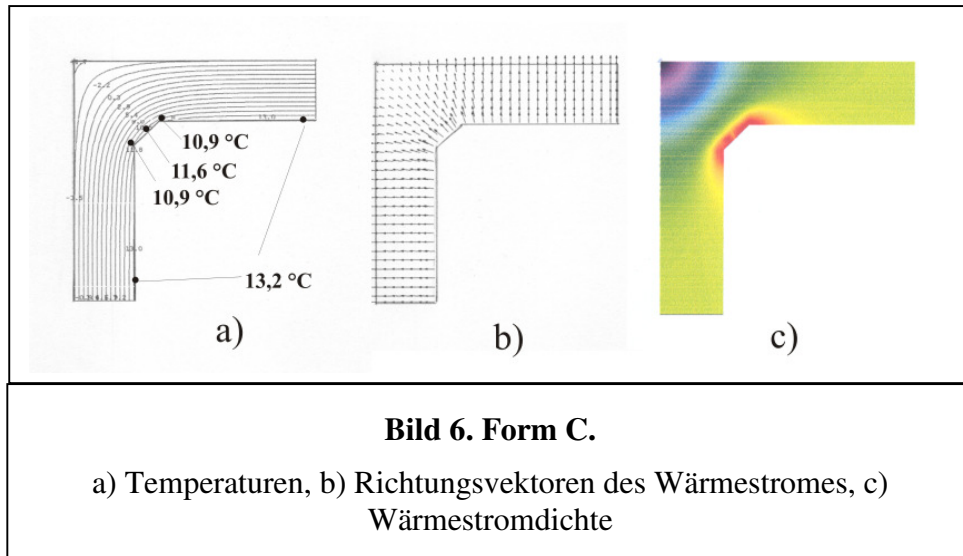 10,9 °C
11,6 °C
10,9 °C
13,2 °C
a)
b)
c)
Bild 6. Form C.
a) Temperaturen, b) Richtungsvektoren des Wärmestromes, c)
Wärmestromdichte